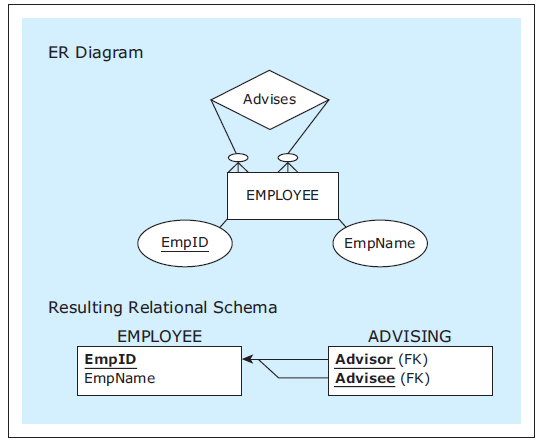 ER Diagram
Advises
EMPLOYEE
EmpID
EmpName
Resulting Relational Schema
EMPLOYEE
EmpID
EmpName
ADVISING
Advisor (FK)
Advisee (FK)